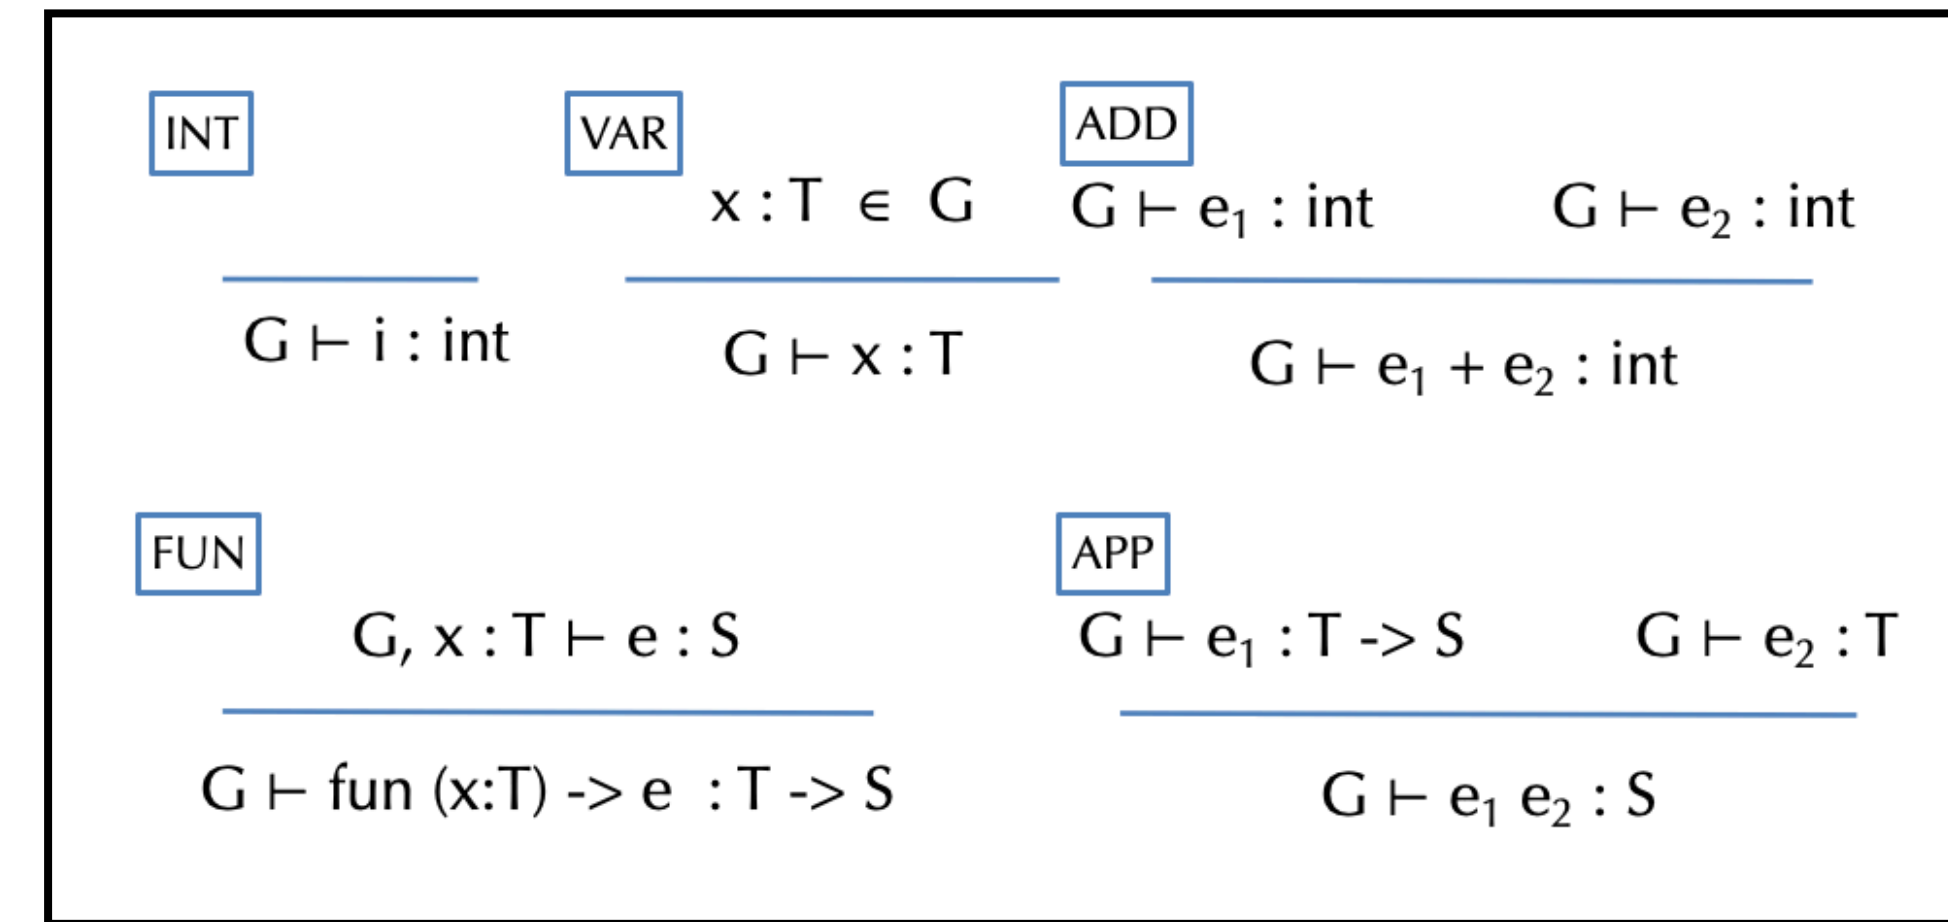 INT
VAR
ADD
x : T ∈ G
G ⊢ e₁ : int
G ⊢ e₂ : int
G ⊢ i : int
G ⊢ x : T
G ⊢ e₁ + e₂ : int
FUN
APP
G, x : T ⊢ e : S
G ⊢ e₁ : T -> S
G ⊢ e₂ : T
G ⊢ fun (x:T) -> e : T -> S
G ⊢ e₁ e₂ : S